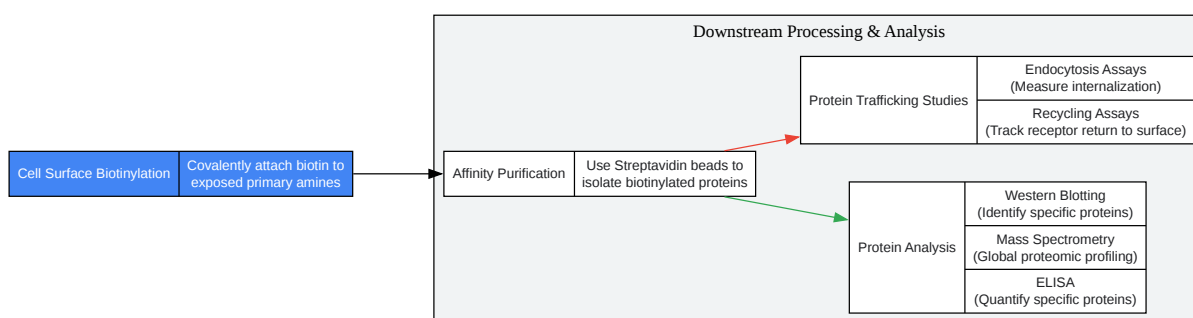 Downstream Processing & Analysis
Cell Surface Biotinylation
Covalently attach biotin to
exposed primary amines
Affinity Purification
Use Streptavidin beads to
isolate biotinylated proteins
Protein Trafficking Studies
Endocytosis Assays
(Measure internalization)
Recycling Assays
(Track receptor return to surface)
Protein Analysis
Western Blotting
(Identify specific proteins)
Mass Spectrometry
(Global proteomic profiling)
ELISA
(Quantify specific proteins)